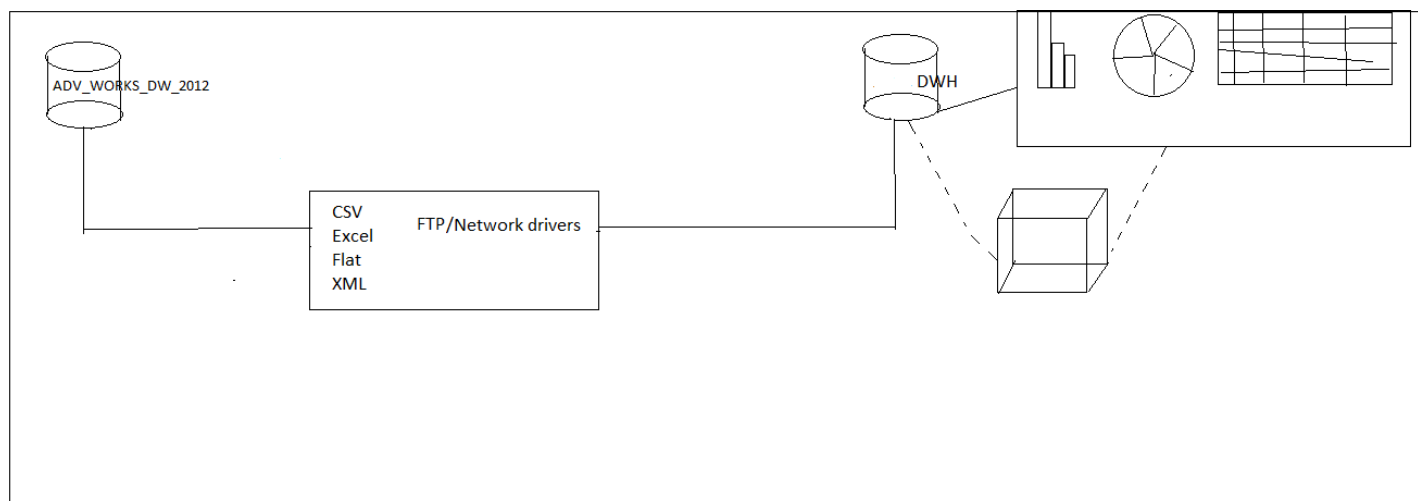 ADV_WORKS_DW_2012
DWH
CSV
FTP/Network drivers
Excel
Flat
XML